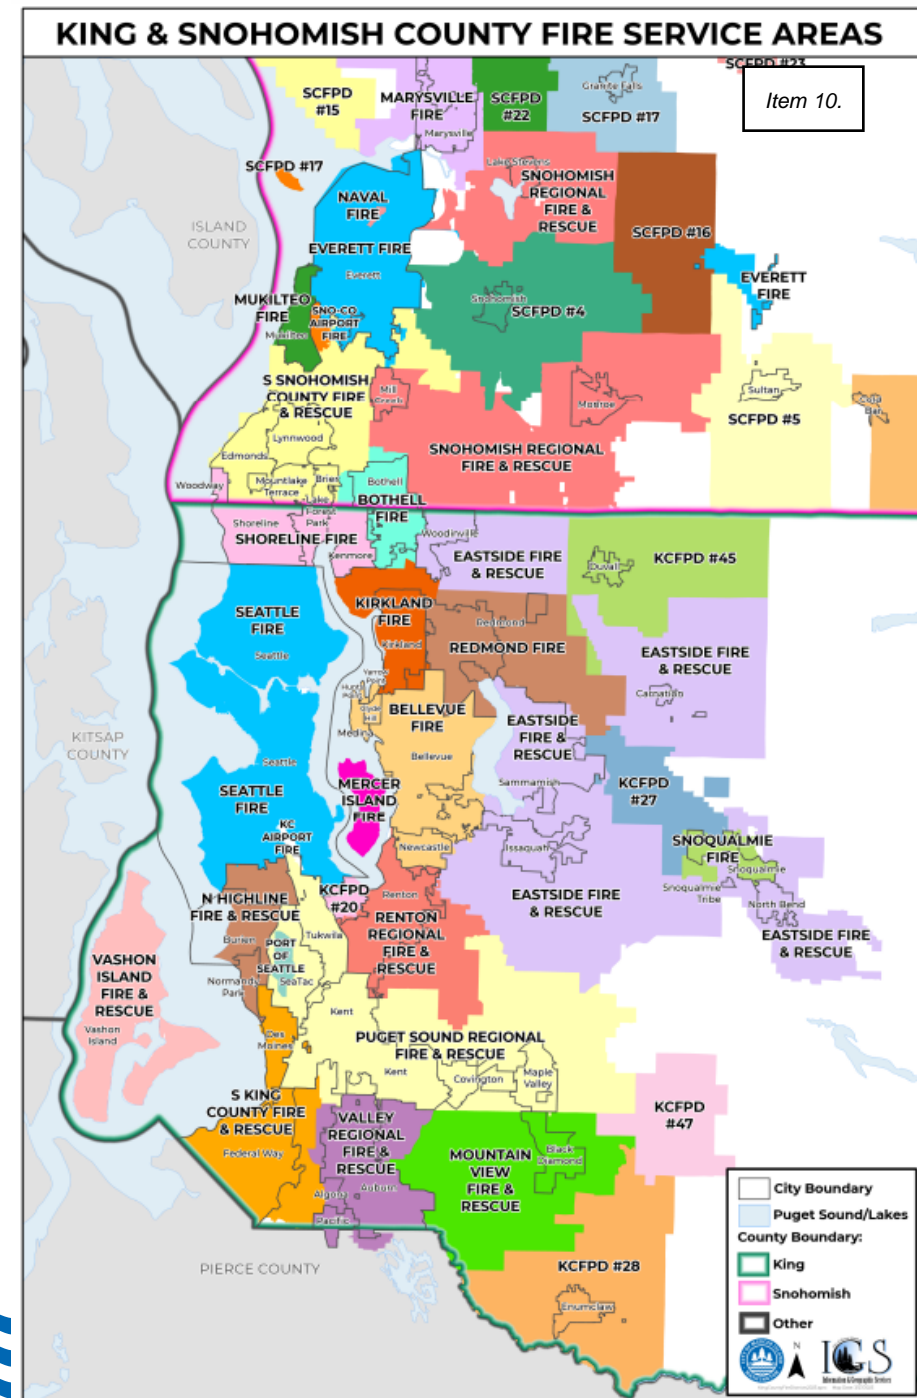 KING & SNOHOMISH COUNTY FIRE SERVICE AREAS
SCFPD #23
Item 10.
SCFPD
#15
MARYSVILLE
FIRE
Marysville
SCFPD
#22
Granite Falls
SCFPD #17
SCFPD #17
Lake Stevens
SNOHOMISH
REGIONAL
FIRE &
RESCUE
NAVAL
FIRE
ISLAND
COUNTY
EVERETT FIRE
Everett
SCFPD #16
EVERETT
FIRE
MUKILTEO
FIRE
Mukilteo
SNO-CO
AIRPORT
FIRE
Snohomish
SCFPD #4
S SNOHOMISH
COUNTY FIRE
& RESCUE
Mill
Creek
Monroe
Sultan
SCFPD #5
Gold
Bar
Lynnwood
Edmonds
SNOHOMISH REGIONAL
FIRE & RESCUE
Woodway
Mountlake
Terrace
Brier
Bothell
BOTHELL
FIRE
Lake
Forest
Park
Shoreline
SHORELINE FIRE
Kenmore
Woodinville
EASTSIDE FIRE
& RESCUE
Duvall
KCFPD #45
SEATTLE
FIRE
Seattle
KIRKLAND
FIRE
Kirkland
Redmond
REDMOND FIRE
EASTSIDE FIRE
& RESCUE
Carnation
Yarrow
Point
Hunts
Point
Clyde
Hill
Medina
BELLEVUE
FIRE
Bellevue
EASTSIDE
FIRE &
RESCUE
Sammamish
KITSAP
COUNTY
Seattle
SEATTLE
FIRE
MERCER
ISLAND
FIRE
KCFPD
#27
KC
AIRPORT
FIRE
Newcastle
Issaquah
SNOQUALMIE
FIRE
Snoqualmie
Snoqualmie
Tribe
North Bend
N HIGHLINE
FIRE & RESCUE
KCFPD
#20
Renton
EASTSIDE FIRE
& RESCUE
RENTON
REGIONAL
FIRE &
RESCUE
Tukwila
Burien
PORT
OF
SEATTLE
SeaTac
EASTSIDE FIRE
& RESCUE
VASHON
ISLAND
FIRE &
RESCUE
Vashon
Island
Normandy
Park
Kent
Des
Moines
PUGET SOUND REGIONAL
FIRE & RESCUE
Kent
Covington
Maple
Valley
S KING
COUNTY FIRE
& RESCUE
Federal Way
VALLEY
REGIONAL
FIRE &
RESCUE
Algona
Auburn
Pacific
KCFPD
#47
MOUNTAIN
VIEW
FIRE &
RESCUE
Black
Diamond
PIERCE COUNTY
KCFPD #28
Enumclaw
City Boundary
Puget Sound/Lakes
County Boundary:
King
Snohomish
Other
N
IGS
Information & Geographic Services